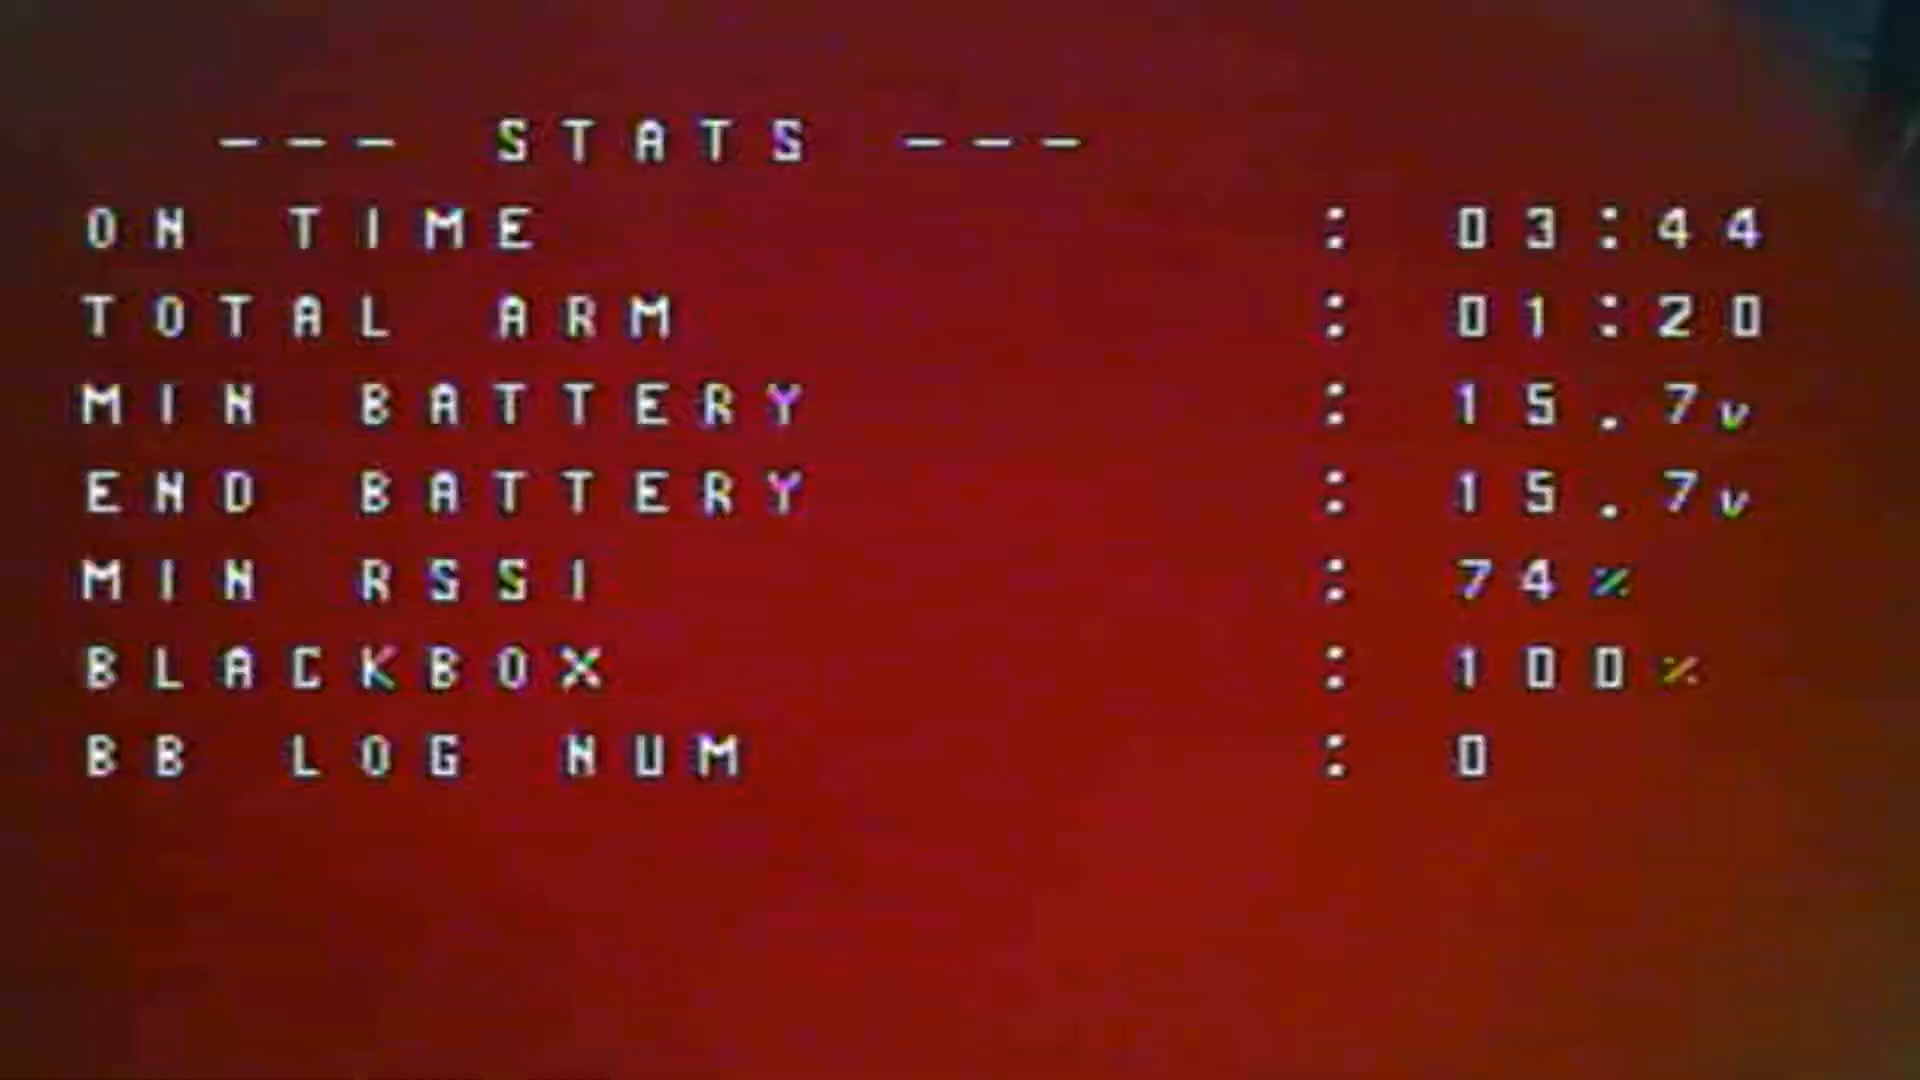 --- STATS ---
ON TIME : 03:44
TOTAL ARM : 01:20
MIN BATTERY : 15.7v
END BATTERY : 15.7v
MIN RSSI : 74%
BLACKBOX : 100%
BB LOG NUM : 0